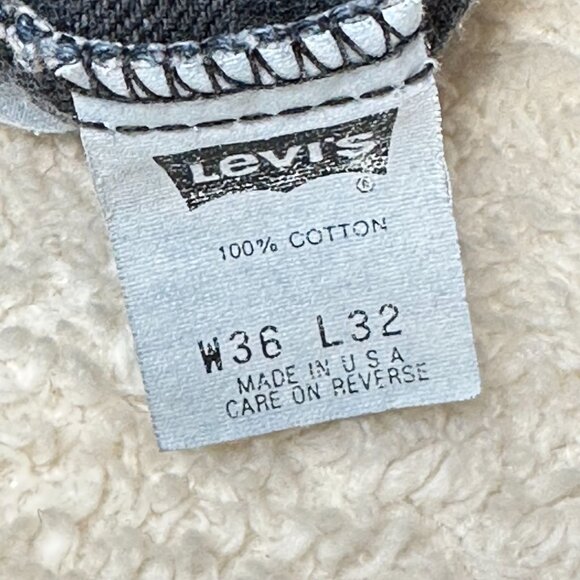 Levi's
®
100% COTTON
W36 L32
MADE IN U S A
CARE ON REVERSE